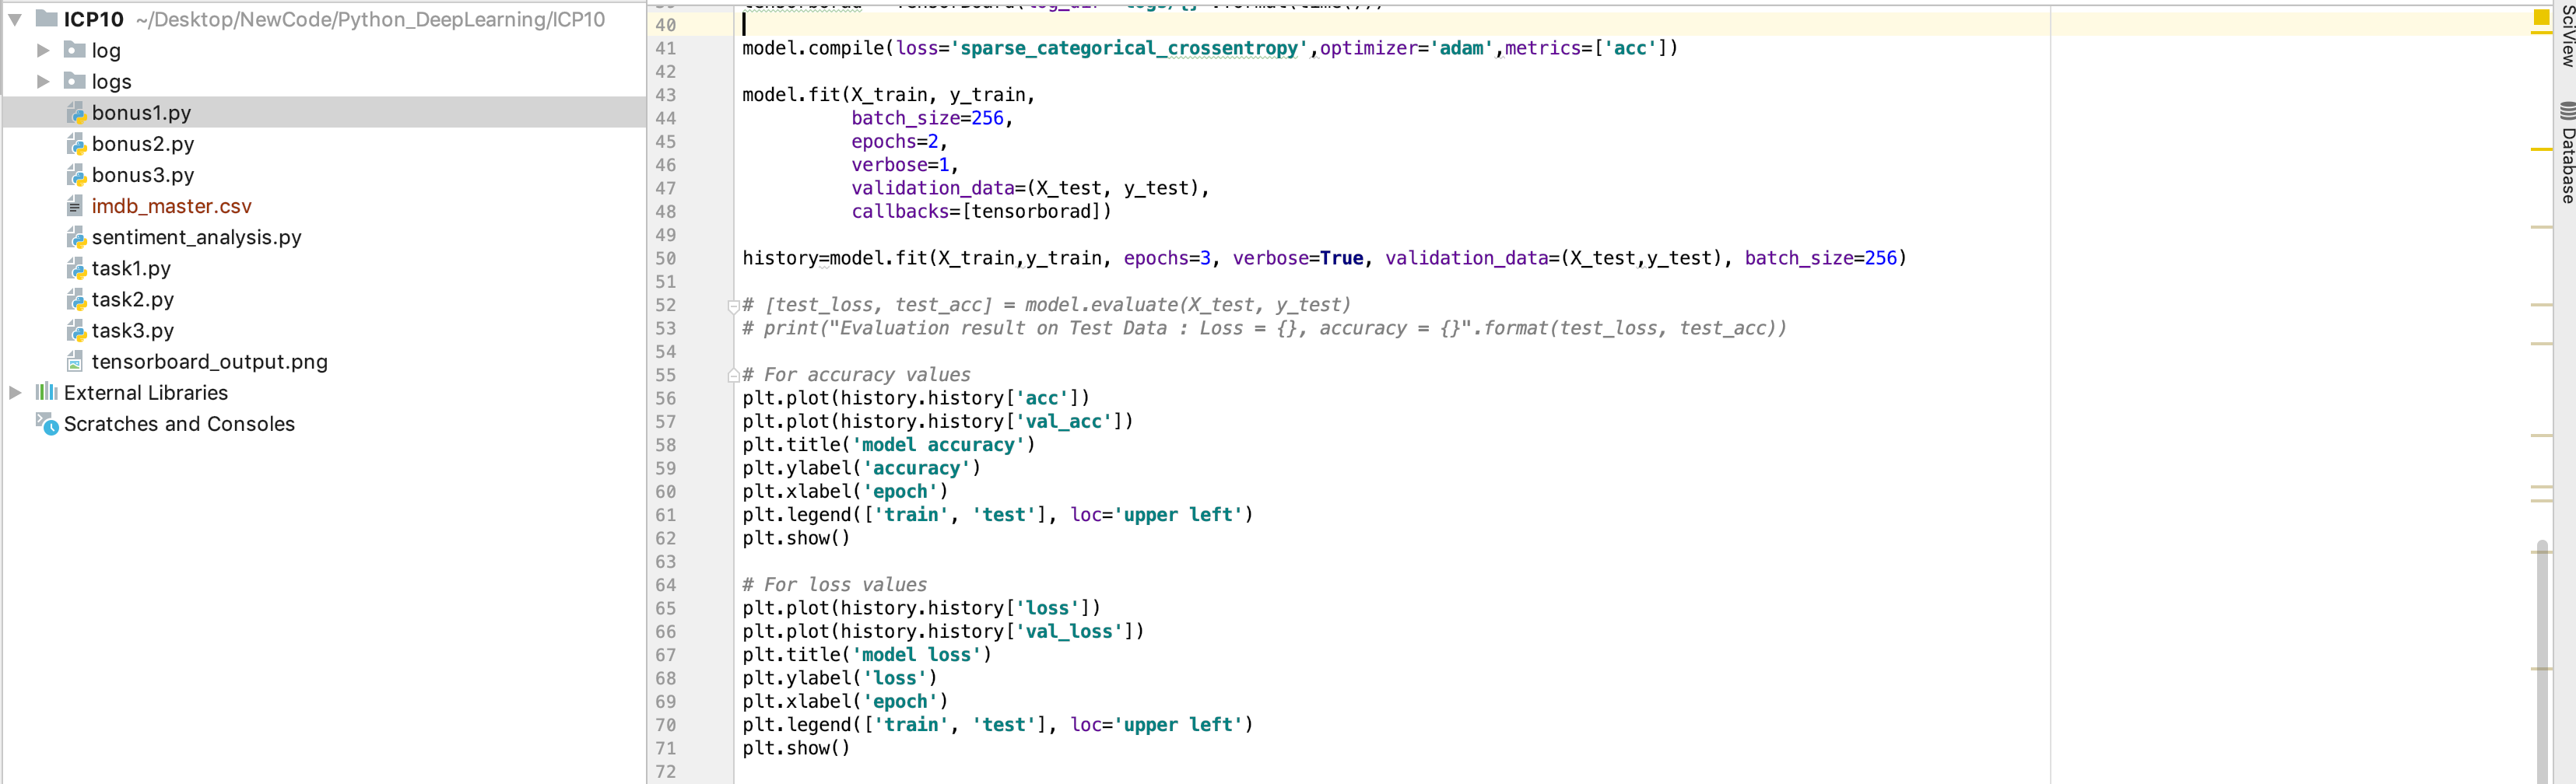 ICP10 ~/Desktop/NewCode/Python_DeepLearning/ICP10
log
logs
bonus1.py
bonus2.py
bonus3.py
imdb_master.csv
sentiment_analysis.py
task1.py
task2.py
task3.py
tensorboard_output.png
External Libraries
Scratches and Consoles
40
41 model.compile(loss='sparse_categorical_crossentropy',optimizer='adam',metrics=['acc'])
42
43 model.fit(X_train, y_train,
44 batch_size=256,
45 epochs=2,
46 verbose=1,
47 validation_data=(X_test, y_test),
48 callbacks=[tensorborad])
49
50 history=model.fit(X_train,y_train, epochs=3, verbose=True, validation_data=(X_test,y_test), batch_size=256)
51
52 # [test_loss, test_acc] = model.evaluate(X_test, y_test)
53 # print("Evaluation result on Test Data : Loss = {}, accuracy = {}".format(test_loss, test_acc))
54
55 # For accuracy values
56 plt.plot(history.history['acc'])
57 plt.plot(history.history['val_acc'])
58 plt.title('model accuracy')
59 plt.ylabel('accuracy')
60 plt.xlabel('epoch')
61 plt.legend(['train', 'test'], loc='upper left')
62 plt.show()
63
64 # For loss values
65 plt.plot(history.history['loss'])
66 plt.plot(history.history['val_loss'])
67 plt.title('model loss')
68 plt.ylabel('loss')
69 plt.xlabel('epoch')
70 plt.legend(['train', 'test'], loc='upper left')
71 plt.show()
72
SciView
Database